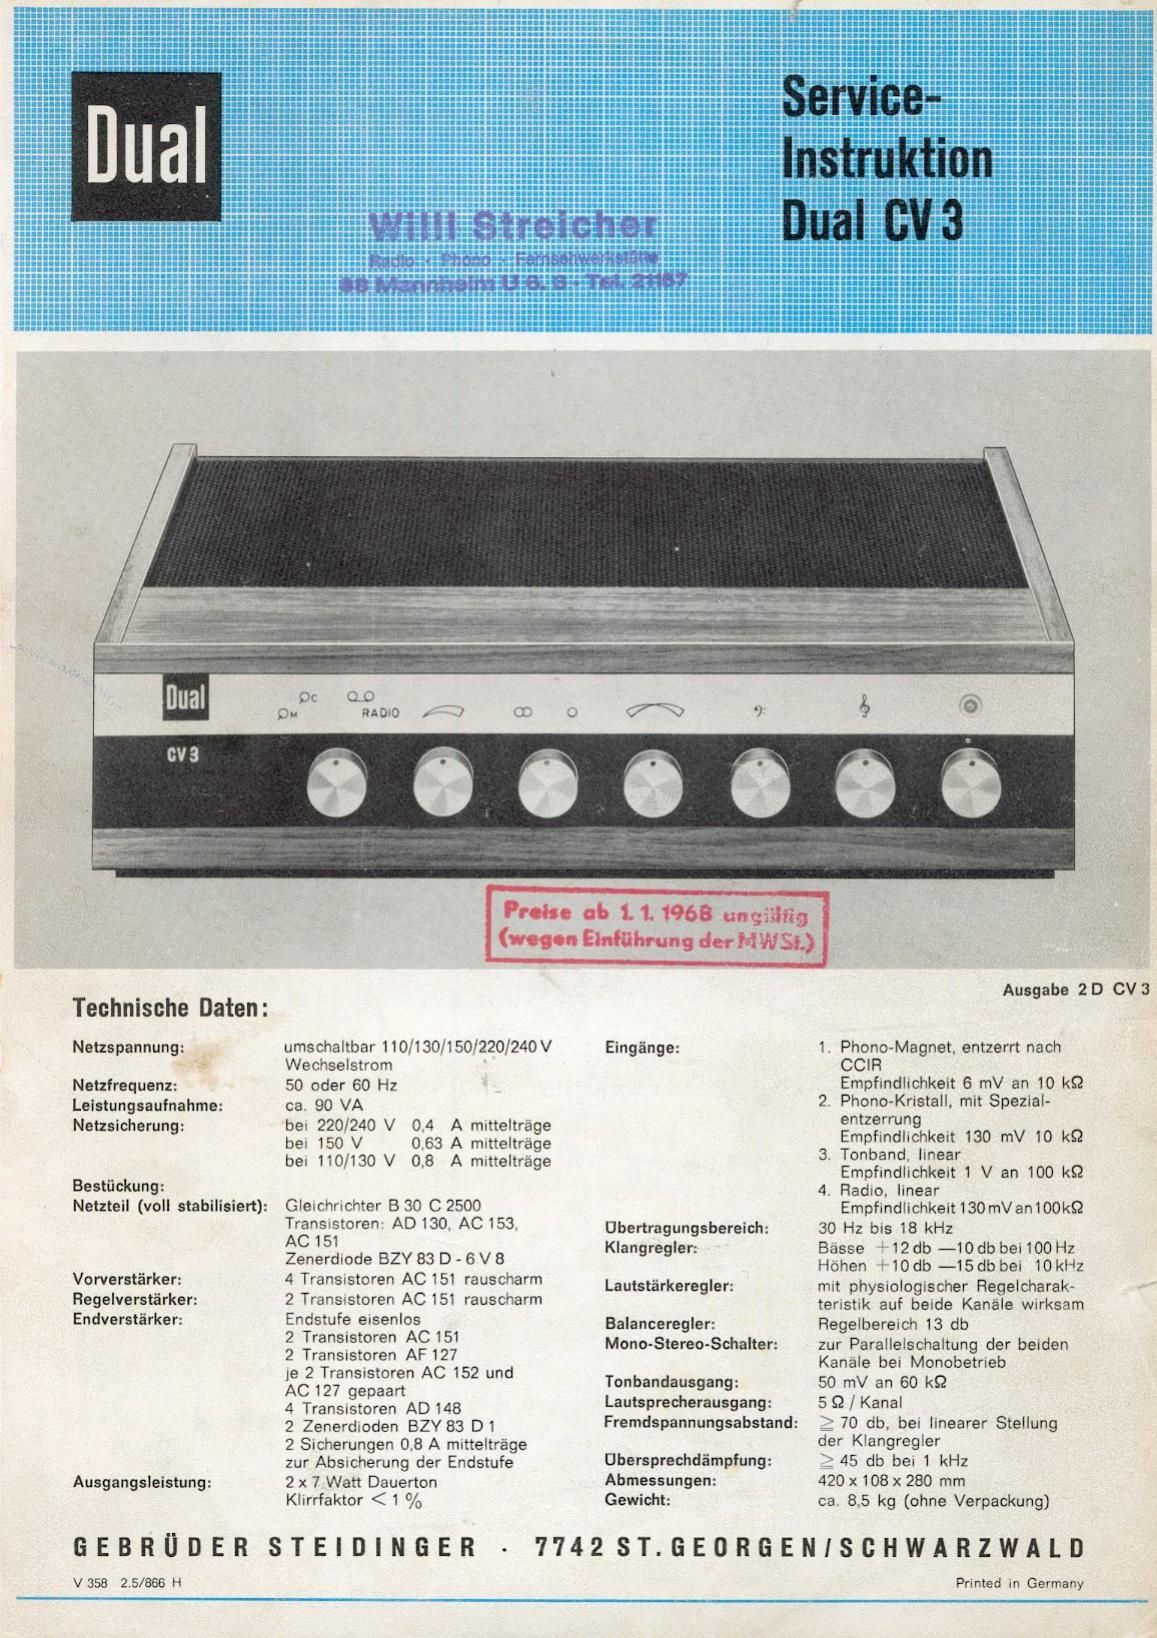 Dual
Service-
Instruktion
Dual CV 3
Willi Streicher
Radio - Phono - Fernsehwerkstätte
68 Mannheim U 6. 8 - Tel. 21167
Dual
CV 3
C
M
RADIO
Preise ab 1. 1. 1968 ungültig
(wegen Einführung der MWSt.)
Ausgabe 2 D CV 3
Technische Daten:
Netzspannung: umschaltbar 110/130/150/220/240 V
Wechselstrom
Netzfrequenz: 50 oder 60 Hz
Leistungsaufnahme: ca. 90 VA
Netzsicherung: bei 220/240 V 0,4 A mittelträge
bei 150 V 0,63 A mittelträge
bei 110/130 V 0,8 A mittelträge
Bestückung:
Netzteil (voll stabilisiert): Gleichrichter B 30 C 2500
Transistoren: AD 130, AC 153,
AC 151
Zenerdiode BZY 83 D - 6 V 8
Vorverstärker: 4 Transistoren AC 151 rauscharm
Regelverstärker: 2 Transistoren AC 151 rauscharm
Endverstärker: Endstufe eisenlos
2 Transistoren AC 151
2 Transistoren AF 127
je 2 Transistoren AC 152 und
AC 127 gepaart
4 Transistoren AD 148
2 Zenerdioden BZY 83 D 1
2 Sicherungen 0,8 A mittelträge
zur Absicherung der Endstufe
Ausgangsleistung: 2 x 7 Watt Dauerton
Klirrfaktor < 1 %
Eingänge: 1. Phono-Magnet, entzerrt nach
CCIR
Empfindlichkeit 6 mV an 10 kΩ
2. Phono-Kristall, mit Spezial-
entzerrung
Empfindlichkeit 130 mV 10 kΩ
3. Tonband, linear
Empfindlichkeit 1 V an 100 kΩ
4. Radio, linear
Empfindlichkeit 130 mV an 100 kΩ
Übertragungsbereich: 30 Hz bis 18 kHz
Klangregler: Bässe +12 db —10 db bei 100 Hz
Höhen +10 db —15 db bei 10 kHz
Lautstärkeregler: mit physiologischer Regelcharak-
teristik auf beide Kanäle wirksam
Balanceregler: Regelbereich 13 db
Mono-Stereo-Schalter: zur Parallelschaltung der beiden
Kanäle bei Monobetrieb
Tonbandausgang: 50 mV an 60 kΩ
Lautsprecherausgang: 5 Ω / Kanal
Fremdspannungsabstand: ≧ 70 db, bei linearer Stellung
der Klangregler
Übersprechdämpfung: ≧ 45 db bei 1 kHz
Abmessungen: 420 x 108 x 280 mm
Gewicht: ca. 8,5 kg (ohne Verpackung)
GEBRÜDER STEIDINGER · 7742 ST. GEORGEN/SCHWARZWALD
V 358 2.5/866 H
Printed in Germany